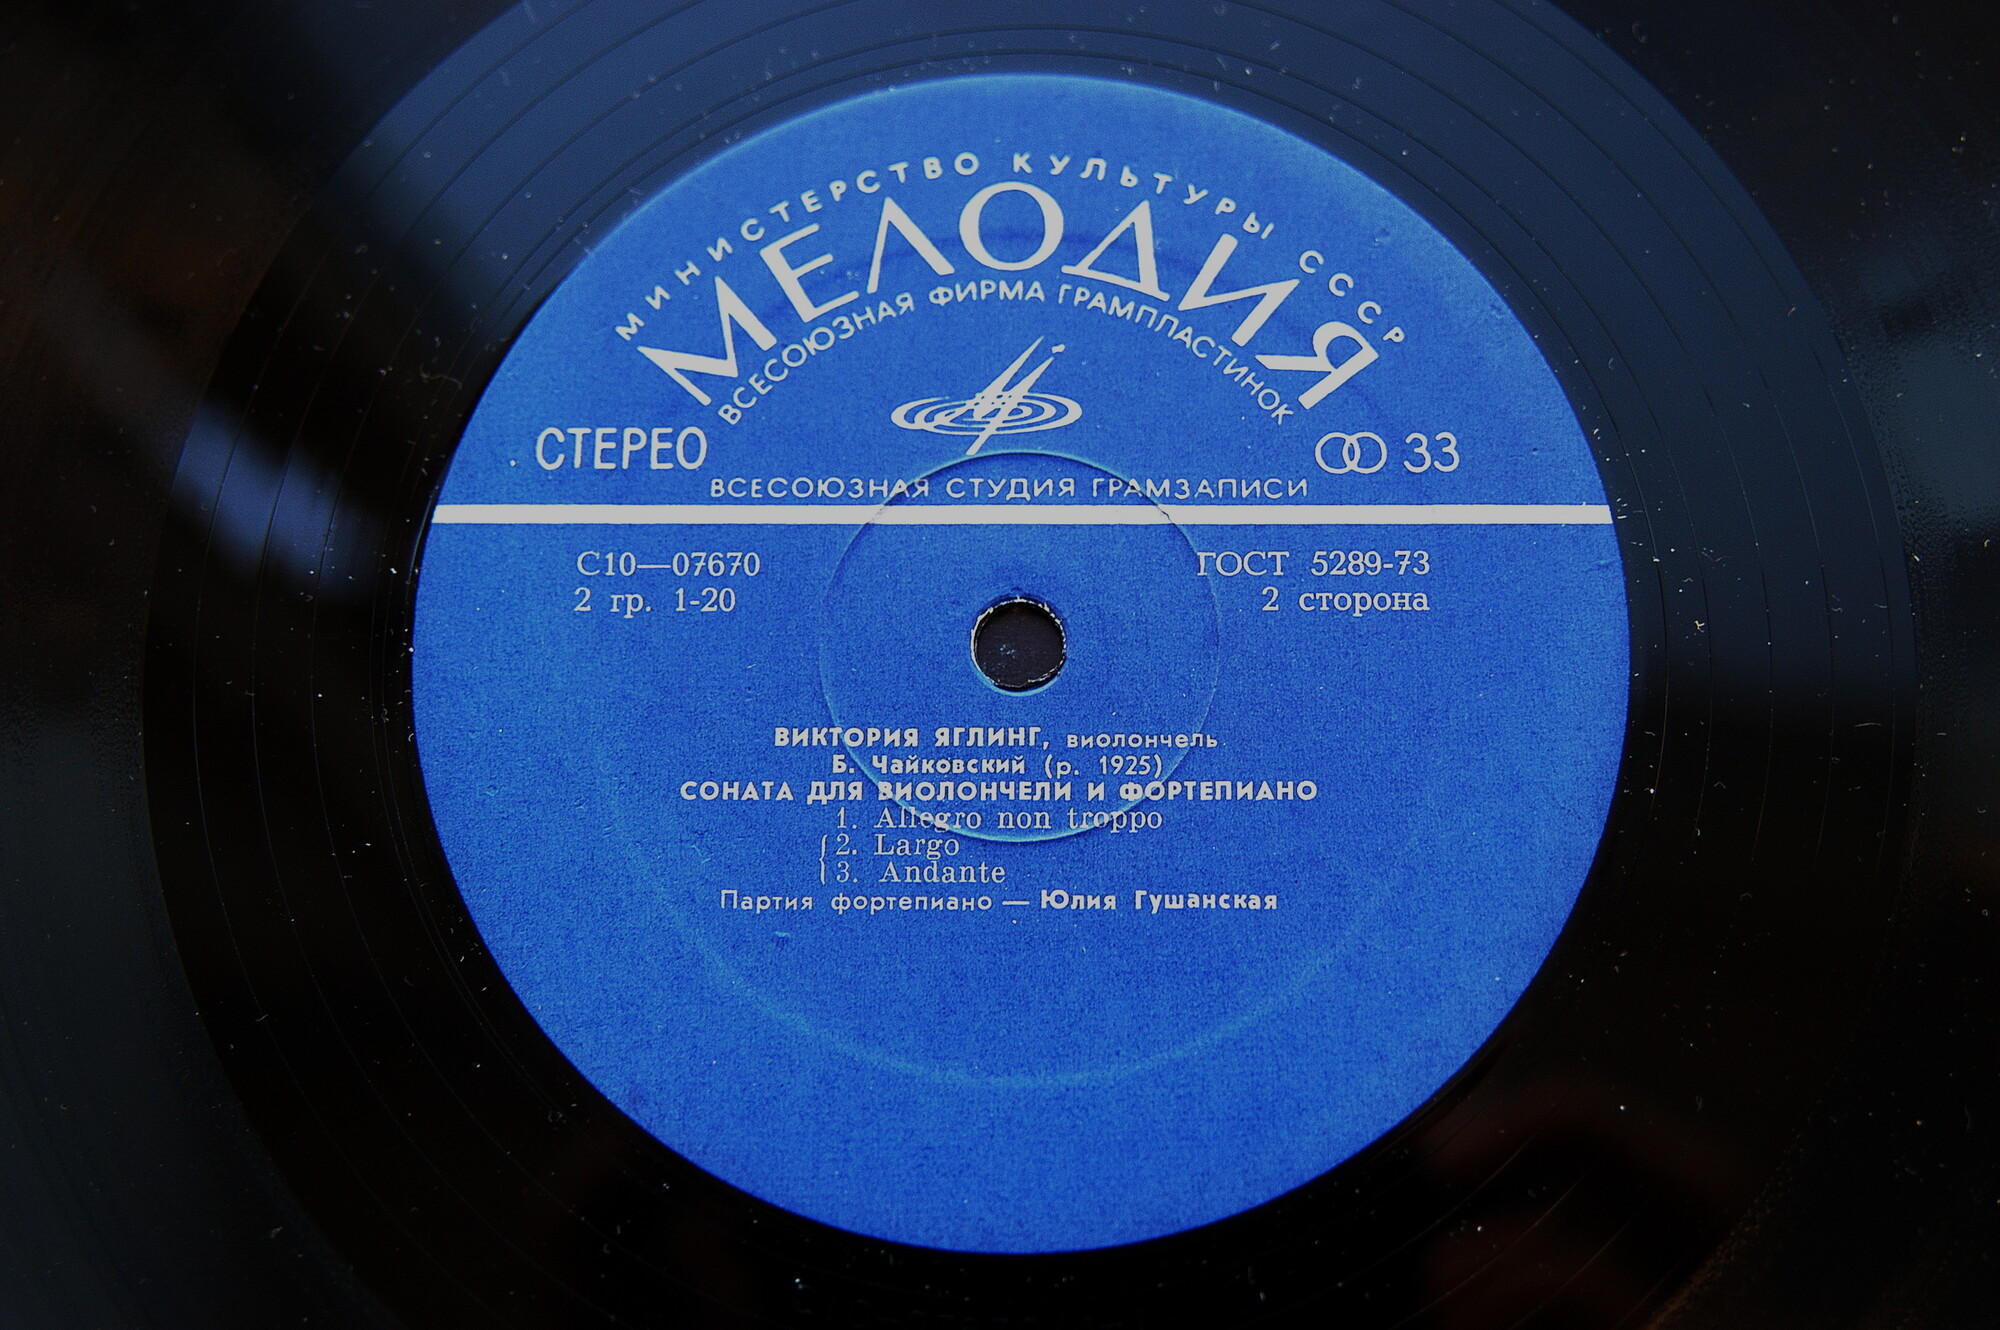 МИНИСТЕРСТВО КУЛЬТУРЫ СССР
МЕЛОДИЯ
ВСЕСОЮЗНАЯ ФИРМА ГРАМПЛАСТИНОК
СТЕРЕО 33
ВСЕСОЮЗНАЯ СТУДИЯ ГРАМЗАПИСИ
С10—07670 ГОСТ 5289-73
2 гр. 1-20 2 сторона
ВИКТОРИЯ ЯГЛИНГ, виолончель
Б. Чайковский (р. 1925)
СОНАТА ДЛЯ ВИОЛОНЧЕЛИ И ФОРТЕПИАНО
1. Allegro non troppo
2. Largo
3. Andante
Партия фортепиано — Юлия Гушанская